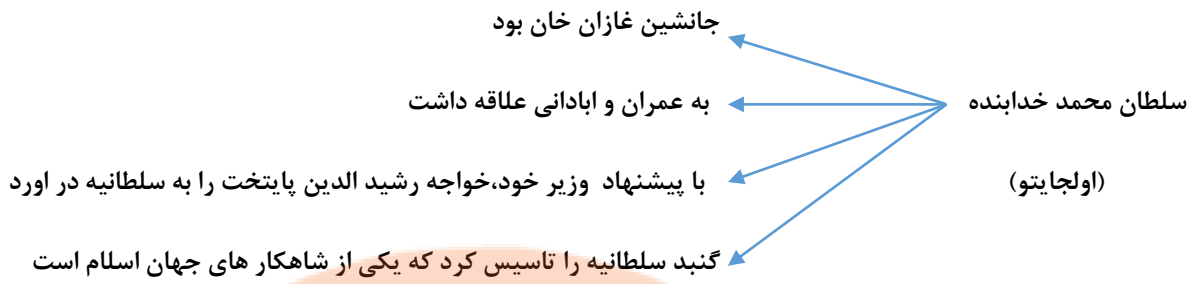 جانشین غازان خان بود
سلطان محمد خدابنده
به عمران و ابادانی علاقه داشت
(اولجایتو)
با پیشنهاد وزیر خود،خواجه رشید الدین پایتخت را به سلطانیه در اورد
گنبد سلطانیه را تاسیس کرد که یکی از شاهکار های جهان اسلام است